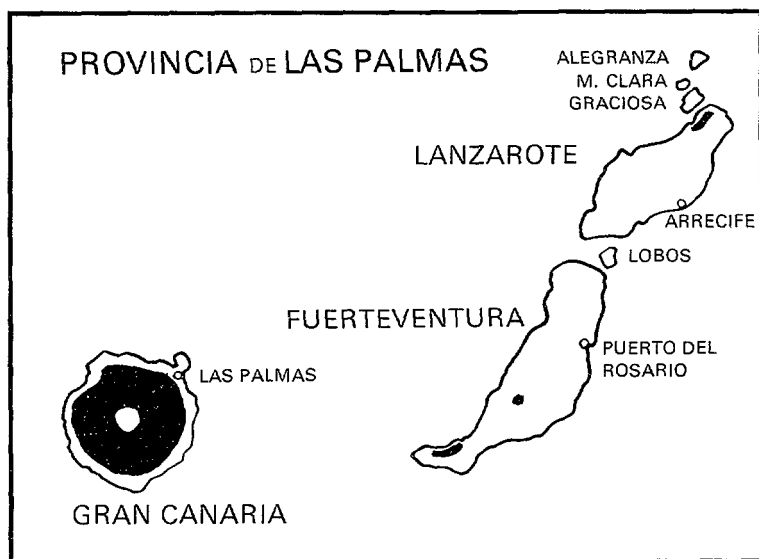 PROVINCIA DE LAS PALMAS
ALEGRANZA
M. CLARA
GRACIOSA
LANZAROTE
ARRECIFE
LOBOS
FUERTEVENTURA
PUERTO DEL
ROSARIO
LAS PALMAS
GRAN CANARIA